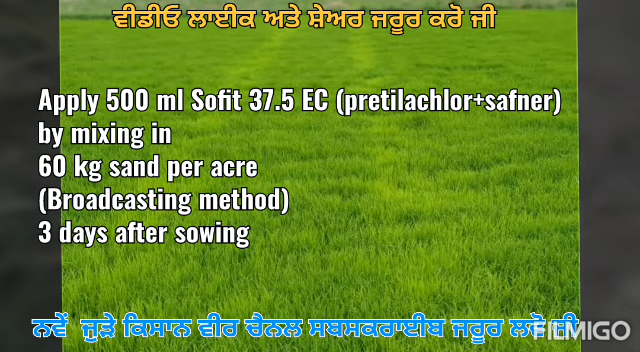 ਵੀਡੀਓ ਲਾਈਕ ਅਤੇ ਸ਼ੇਅਰ ਜਰੂਰ ਕਰੋ ਜੀ
Apply 500 ml Sofit 37.5 EC (pretilachlor+safner)
by mixing in
60 kg sand per acre
(Broadcasting method)
3 days after sowing
ਨਵੇਂ ਜੁੜੇ ਕਿਸਾਨ ਵੀਰ ਚੈਨਲ ਸਬਸਕਰਾਈਬ ਜਰੂਰ ਕਰੋ ਜੀ
FILMIGO